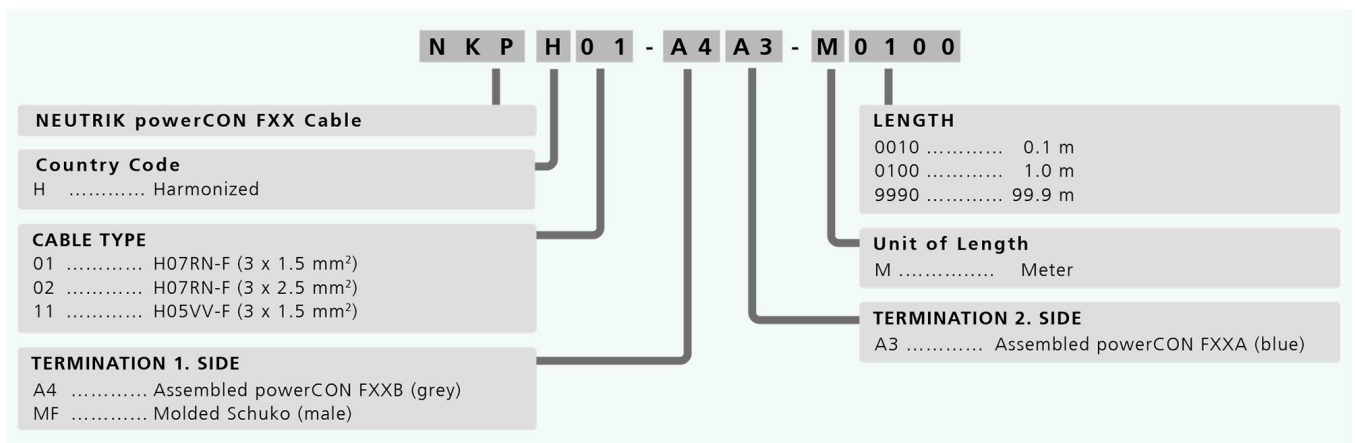 N K P H 0 1 - A 4 A 3 - M 0 1 0 0
NEUTRIK powerCON FXX Cable
Country Code
H ............ Harmonized
CABLE TYPE
01 ............ H07RN-F (3 x 1.5 mm²)
02 ............ H07RN-F (3 x 2.5 mm²)
11 ............ H05VV-F (3 x 1.5 mm²)
TERMINATION 1. SIDE
A4 ............ Assembled powerCON FXXB (grey)
MF ............ Molded Schuko (male)
LENGTH
0010 ............ 0.1 m
0100 ............ 1.0 m
9990 ............ 99.9 m
Unit of Length
M ............... Meter
TERMINATION 2. SIDE
A3 ............ Assembled powerCON FXXA (blue)